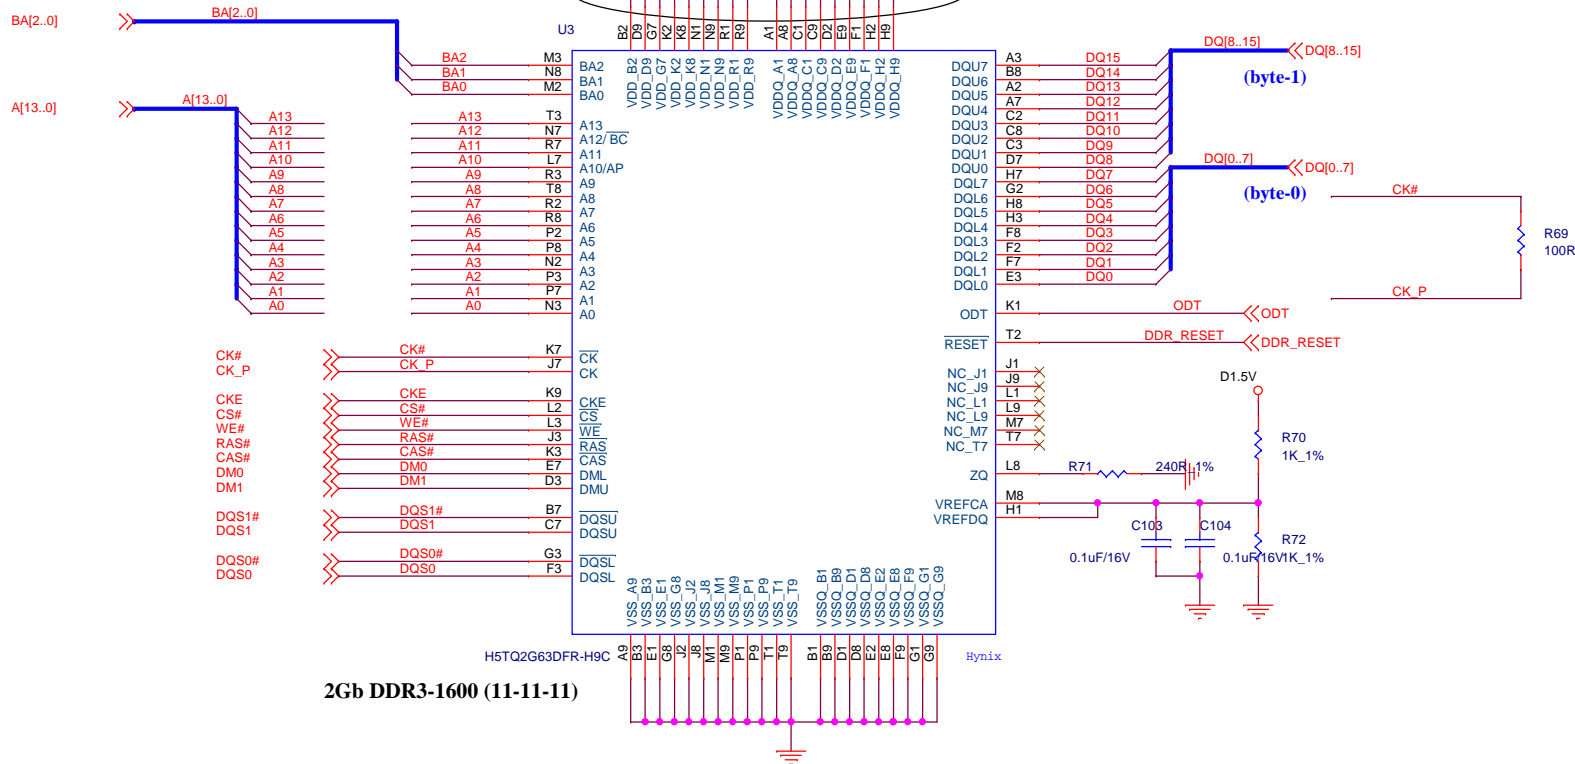 BA[2..0]
BA[2..0]
A[13..0]
A[13..0]
U3
B2 D9 G7 K2 K8 N1 N9 R1 R9 A1 A8 C1 C9 D2 E9 F1 H2 H9
VDD_B2 VDD_D9 VDD_G7 VDD_K2 VDD_K8 VDD_N1 VDD_N9 VDD_R1 VDD_R9 VDDQ_A1 VDDQ_A8 VDDQ_C1 VDDQ_C9 VDDQ_D2 VDDQ_E9 VDDQ_F1 VDDQ_H2 VDDQ_H9
BA2 M3 BA2
BA1 N8 BA1
BA0 M2 BA0
A13 A13 T3 A13
A12 A12 N7 A12/BC
A11 A11 R7 A11
A10 A10 L7 A10/AP
A9 A9 R3 A9
A8 A8 T8 A8
A7 A7 R2 A7
A6 A6 R8 A6
A5 A5 P2 A5
A4 A4 P8 A4
A3 A3 N2 A3
A2 A2 P3 A2
A1 A1 P7 A1
A0 A0 N3 A0
CK# CK# K7 CK
CK_P CK_P J7 CK
CKE CKE K9 CKE
CS# CS# L2 CS
WE# WE# L3 WE
RAS# RAS# J3 RAS
CAS# CAS# K3 CAS
DM0 DM0 E7 DML
DM1 DM1 D3 DMU
DQS1# DQS1# B7 DQSU
DQS1 DQS1 C7 DQSU
DQS0# DQS0# G3 DQSL
DQS0 DQS0 F3 DQSL
DQU7 A3 DQ15
DQU6 B8 DQ14
DQU5 A2 DQ13
DQU4 A7 DQ12
DQU3 C2 DQ11
DQU2 C8 DQ10
DQU1 C3 DQ9
DQU0 D7 DQ8
DQL7 H7 DQ7
DQL6 G2 DQ6
DQL5 H8 DQ5
DQL4 H3 DQ4
DQL3 F8 DQ3
DQL2 F2 DQ2
DQL1 F7 DQ1
DQL0 E3 DQ0
DQ[8..15] DQ[8..15]
(byte-1)
DQ[0..7] DQ[0..7]
(byte-0)
CK#
R69
100R
CK_P
ODT K1 ODT ODT
RESET T2 DDR_RESET DDR_RESET
NC_J1 J1
NC_J9 J9
NC_L1 L1
NC_L9 L9
NC_M7 M7
NC_T7 T7
D1.5V
R70
1K_1%
ZQ L8 R71 240R_1%
VREFCA M8
VREFDQ H1
C103 C104
0.1uF/16V 0.1uF/16V
R72
1K_1%
VSS_A9 VSS_B3 VSS_E1 VSS_G8 VSS_J2 VSS_J8 VSS_M1 VSS_M9 VSS_P1 VSS_P9 VSS_T1 VSS_T9 VSSQ_B1 VSSQ_B9 VSSQ_D1 VSSQ_D8 VSSQ_E2 VSSQ_E8 VSSQ_F9 VSSQ_G1 VSSQ_G9
A9 B3 E1 G8 J2 J8 M1 M9 P1 P9 T1 T9 B1 B9 D1 D8 E2 E8 F9 G1 G9
H5TQ2G63DFR-H9C
Hynix
2Gb DDR3-1600 (11-11-11)